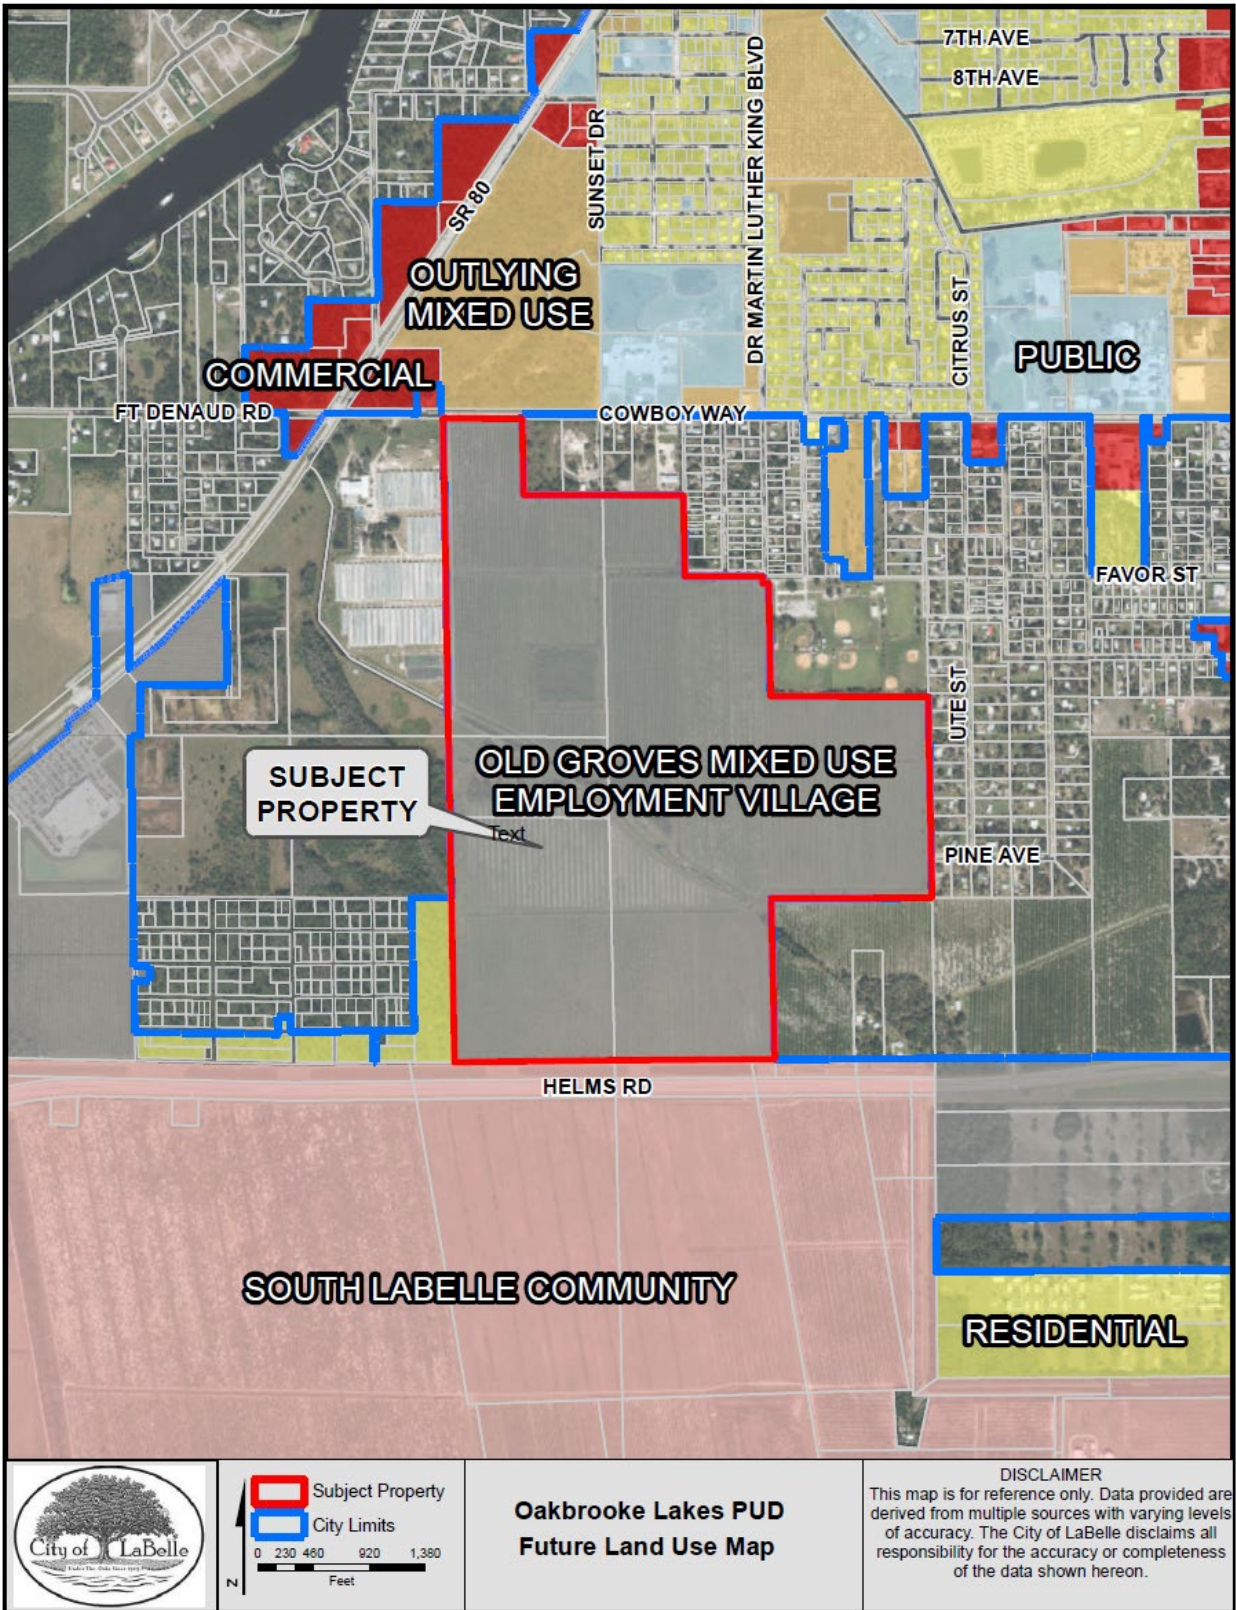 7TH AVE
8TH AVE
SUNSET DR
DR MARTIN LUTHER KING BLVD
SR 80
OUTLYING
MIXED USE
CITRUS ST
PUBLIC
COMMERCIAL
FT DENAUD RD
COWBOY WAY
FAVOR ST
UTE ST
OLD GROVES MIXED USE
EMPLOYMENT VILLAGE
SUBJECT
PROPERTY
Text
PINE AVE
HELMS RD
SOUTH LABELLE COMMUNITY
RESIDENTIAL
City of LaBelle
N
Subject Property
City Limits
0 230 460 920 1,380
Feet
Oakbrooke Lakes PUD
Future Land Use Map
DISCLAIMER
This map is for reference only. Data provided are
derived from multiple sources with varying levels
of accuracy. The City of LaBelle disclaims all
responsibility for the accuracy or completeness
of the data shown hereon.